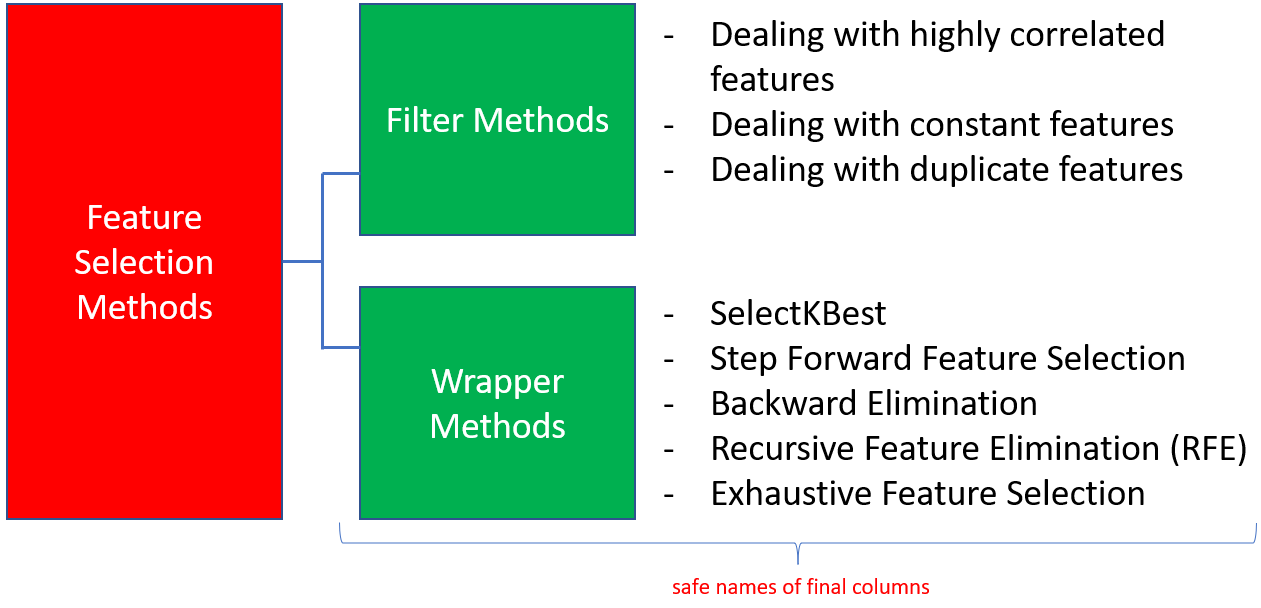 Feature
Selection
Methods
Filter Methods
- Dealing with highly correlated
features
- Dealing with constant features
- Dealing with duplicate features
Wrapper
Methods
- SelectKBest
- Step Forward Feature Selection
- Backward Elimination
- Recursive Feature Elimination (RFE)
- Exhaustive Feature Selection
safe names of final columns